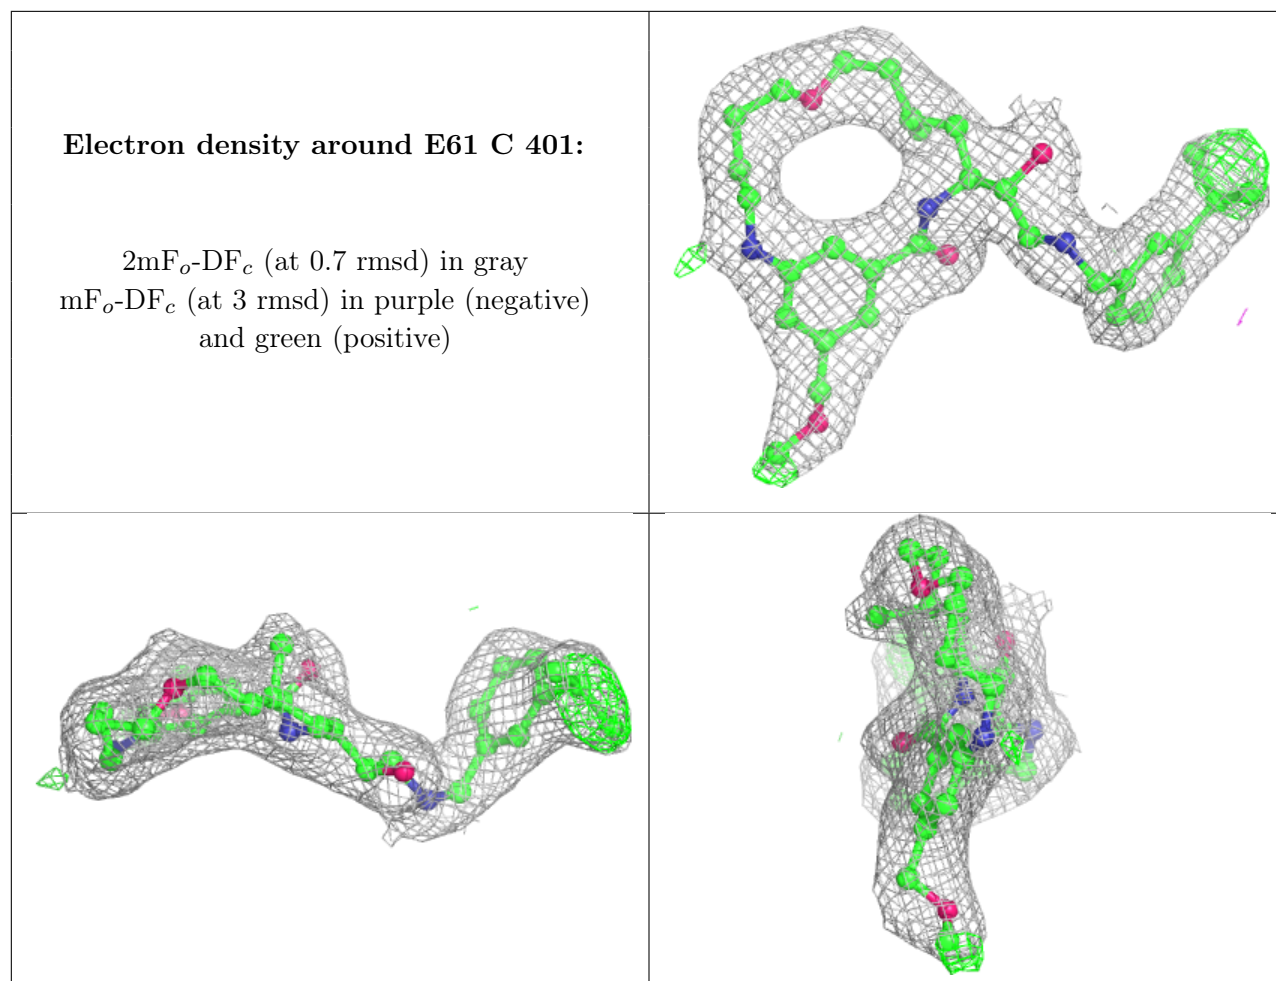 Electron density around E61 C 401:
2mFo-DFc (at 0.7 rmsd) in gray
mFo-DFc (at 3 rmsd) in purple (negative)
and green (positive)